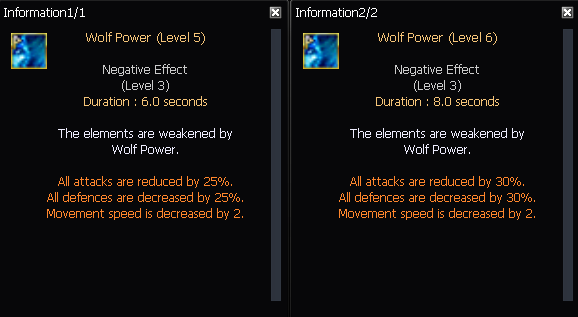 Information1/1
Wolf Power (Level 5)
Negative Effect
(Level 3)
Duration : 6.0 seconds
The elements are weakened by
Wolf Power.
All attacks are reduced by 25%.
All defences are decreased by 25%.
Movement speed is decreased by 2.
Information2/2
Wolf Power (Level 6)
Negative Effect
(Level 3)
Duration : 8.0 seconds
The elements are weakened by
Wolf Power.
All attacks are reduced by 30%.
All defences are decreased by 30%.
Movement speed is decreased by 2.